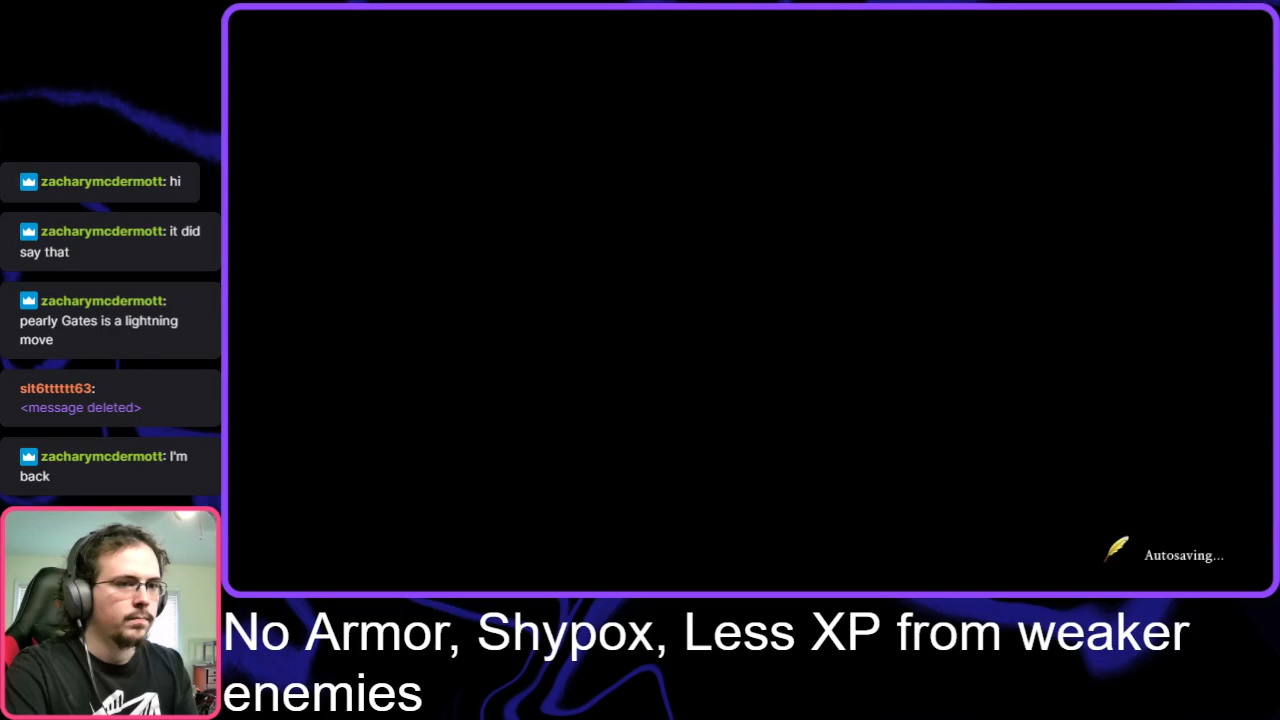 zacharymcdermott: hi
zacharymcdermott: it did
say that
zacharymcdermott:
pearly Gates is a lightning
move
slt6tttttt63:
<message deleted>
zacharymcdermott: I'm
back
Autosaving...
No Armor, Shypox, Less XP from weaker
enemies